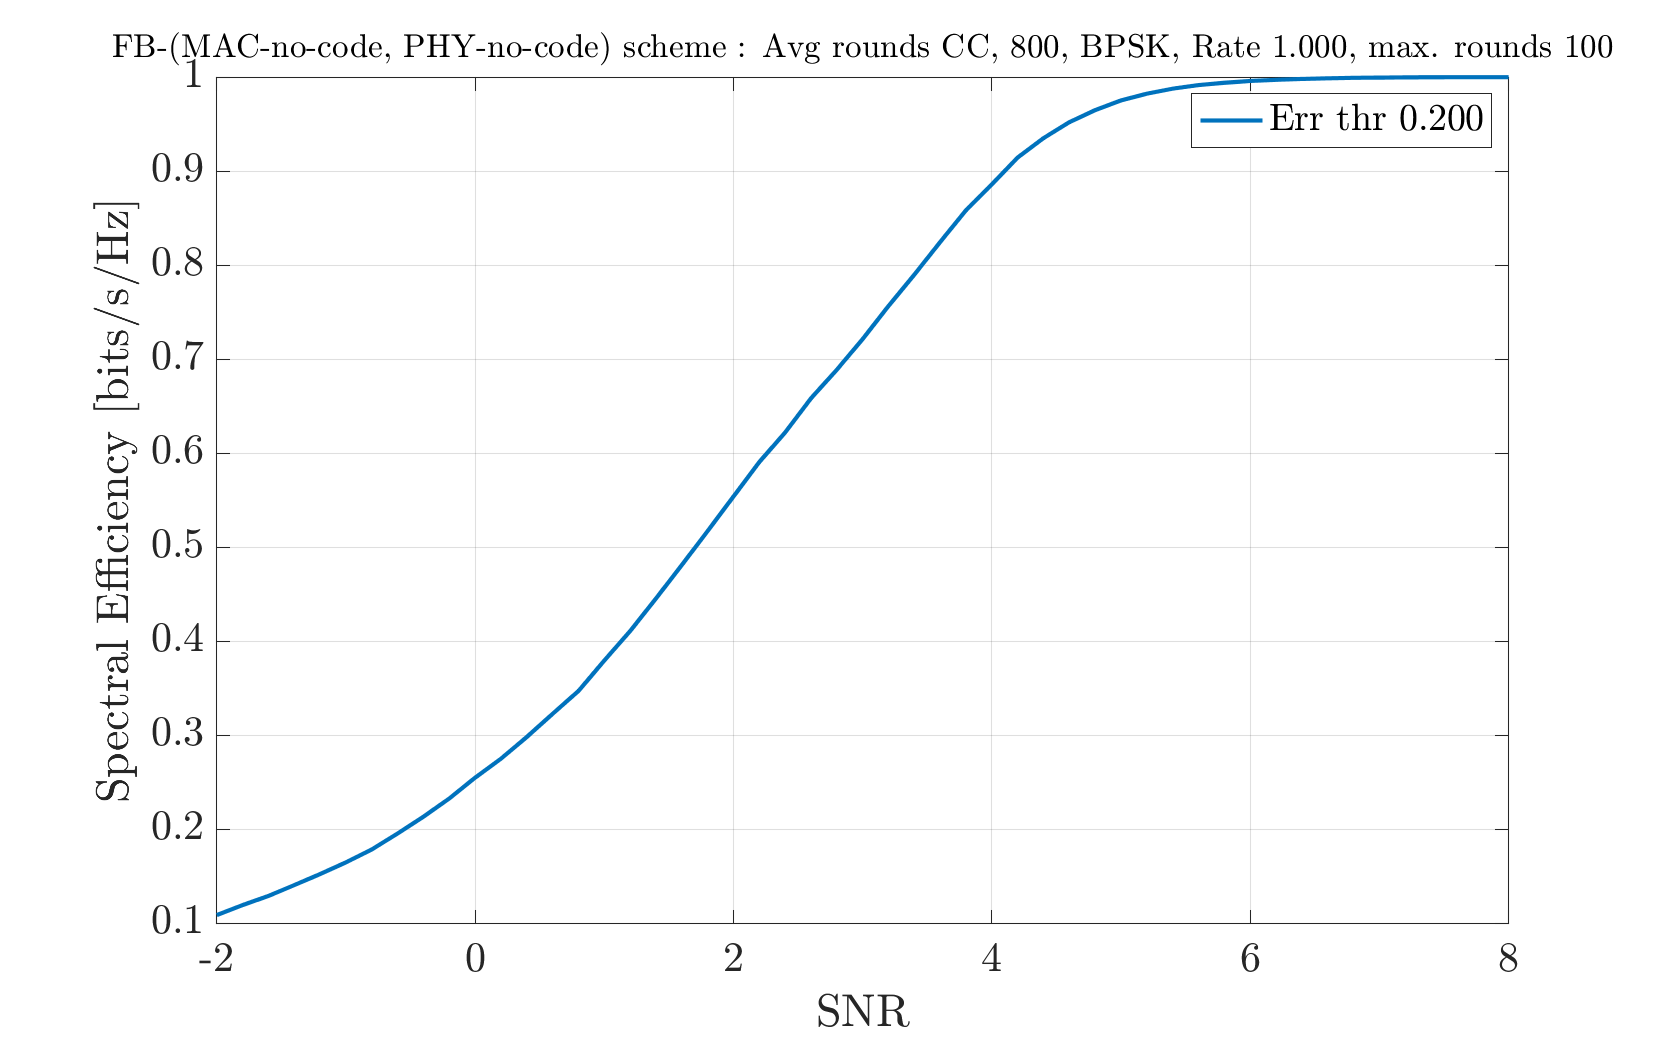 FB-(MAC-no-code, PHY-no-code) scheme : Avg rounds CC, 800, BPSK, Rate 1.000, max. rounds 100
Err thr 0.200
Spectral Efficiency [bits/s/Hz]
1
0.9
0.8
0.7
0.6
0.5
0.4
0.3
0.2
0.1
-2 0 2 4 6 8
SNR